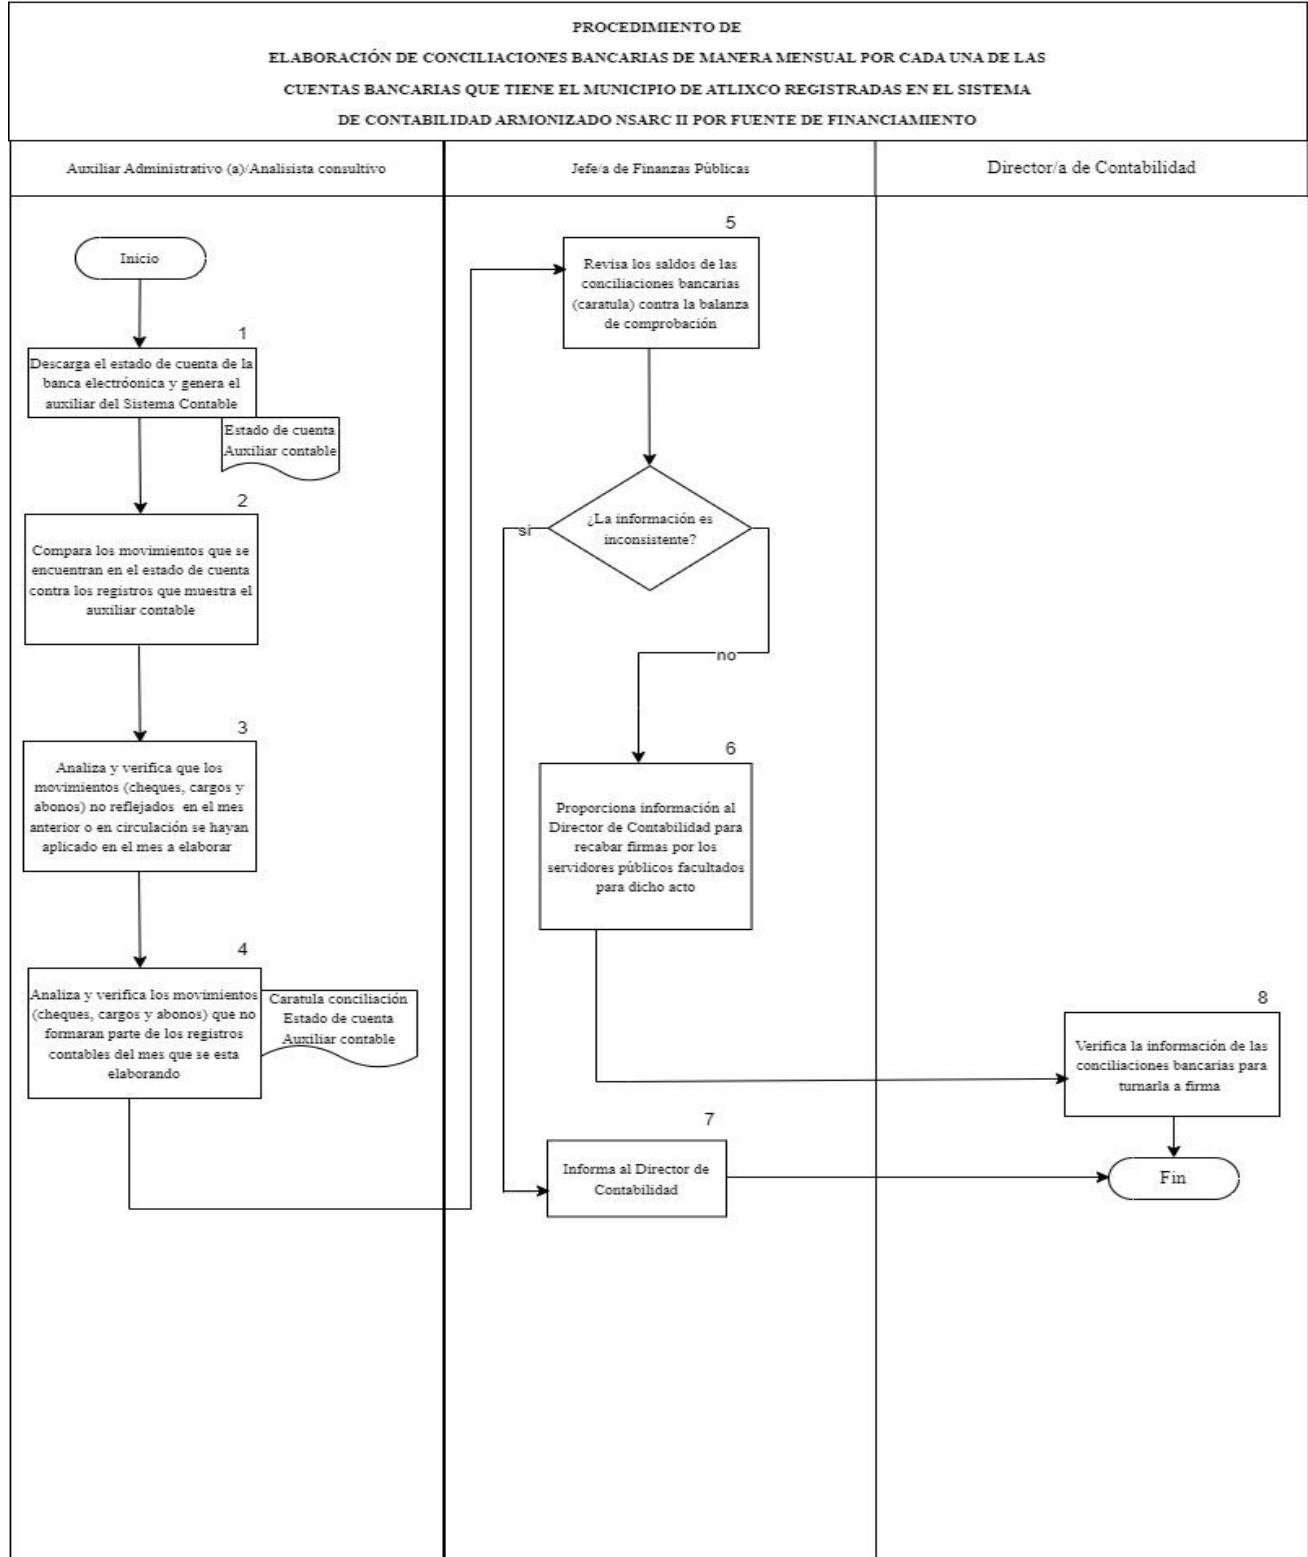 PROCEDIMIENTO DE
ELABORACIÓN DE CONCILIACIONES BANCARIAS DE MANERA MENSUAL POR CADA UNA DE LAS
CUENTAS BANCARIAS QUE TIENE EL MUNICIPIO DE ATLIXCO REGISTRADAS EN EL SISTEMA
DE CONTABILIDAD ARMONIZADO NSARC II POR FUENTE DE FINANCIAMIENTO
Auxiliar Administrativo (a)/Analisista consultivo
Jefe/a de Finanzas Públicas
Director/a de Contabilidad
Inicio
1
Descarga el estado de cuenta de la
banca electróonica y genera el
auxiliar del Sistema Contable
Estado de cuenta
Auxiliar contable
2
Compara los movimientos que se
encuentran en el estado de cuenta
contra los registros que muestra el
auxiliar contable
3
Analiza y verifica que los
movimientos (cheques, cargos y
abonos) no reflejados en el mes
anterior o en circulación se hayan
aplicado en el mes a elaborar
4
Analiza y verifica los movimientos
(cheques, cargos y abonos) que no
formaran parte de los registros
contables del mes que se esta
elaborando
Caratula conciliación
Estado de cuenta
Auxiliar contable
5
Revisa los saldos de las
conciliaciones bancarias
(caratula) contra la balanza
de comprobación
¿La información es
inconsistente?
si
no
6
Proporciona información al
Director de Contabilidad para
recabar firmas por los
servidores públicos facultados
para dicho acto
7
Informa al Director de
Contabilidad
8
Verifica la información de las
conciliaciones bancarias para
turnarla a firma
Fin